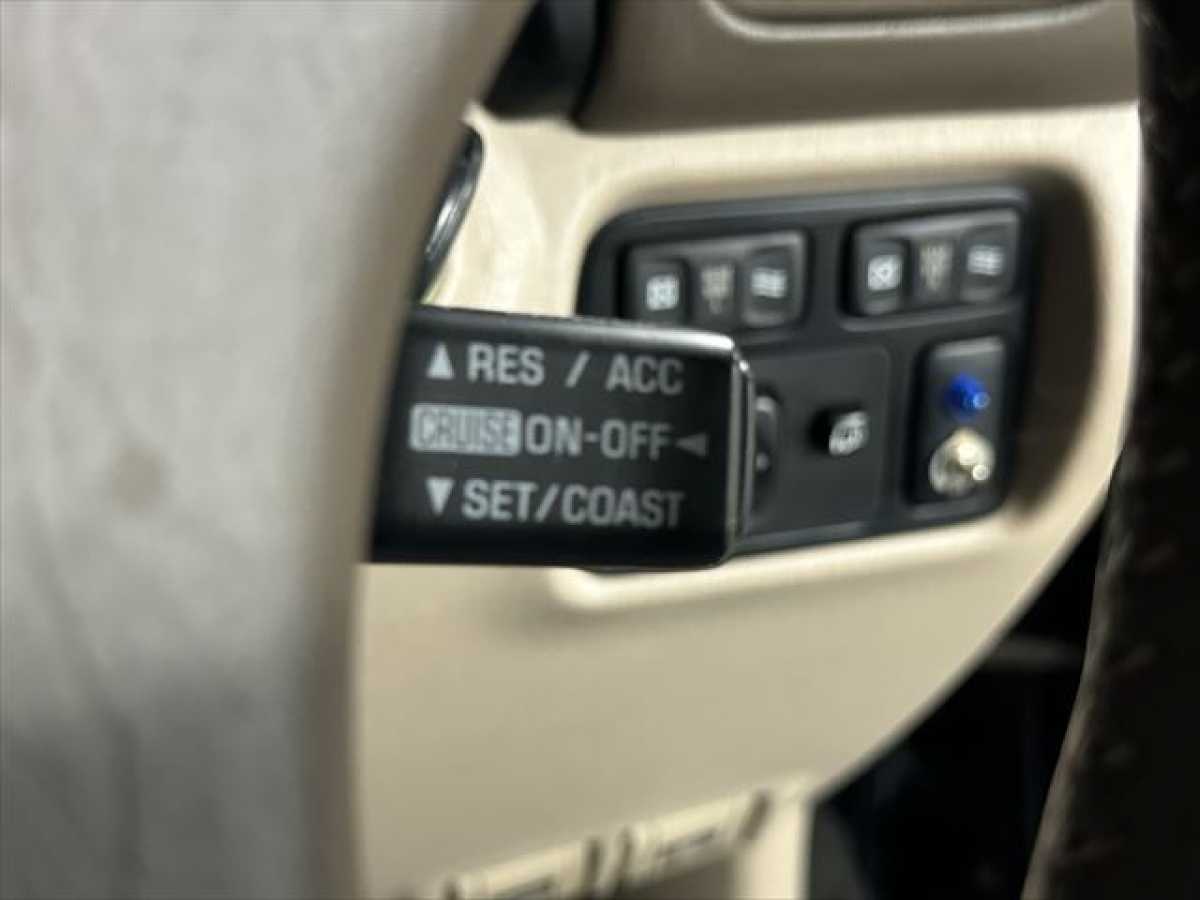 ▲ RES / ACC
CRUISE ON-OFF ◄
▼ SET/COAST